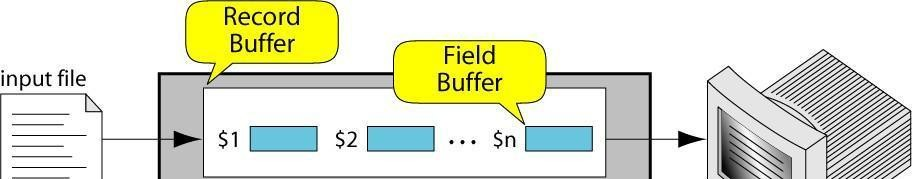 Record
Buffer
Field
Buffer
input file
$1 $2 ... $n